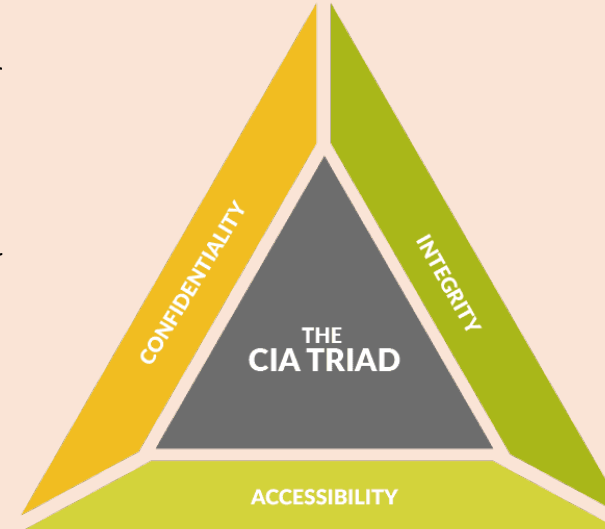 CONFIDENTIALITY
INTEGRITY
THE
CIA TRIAD
ACCESSIBILITY